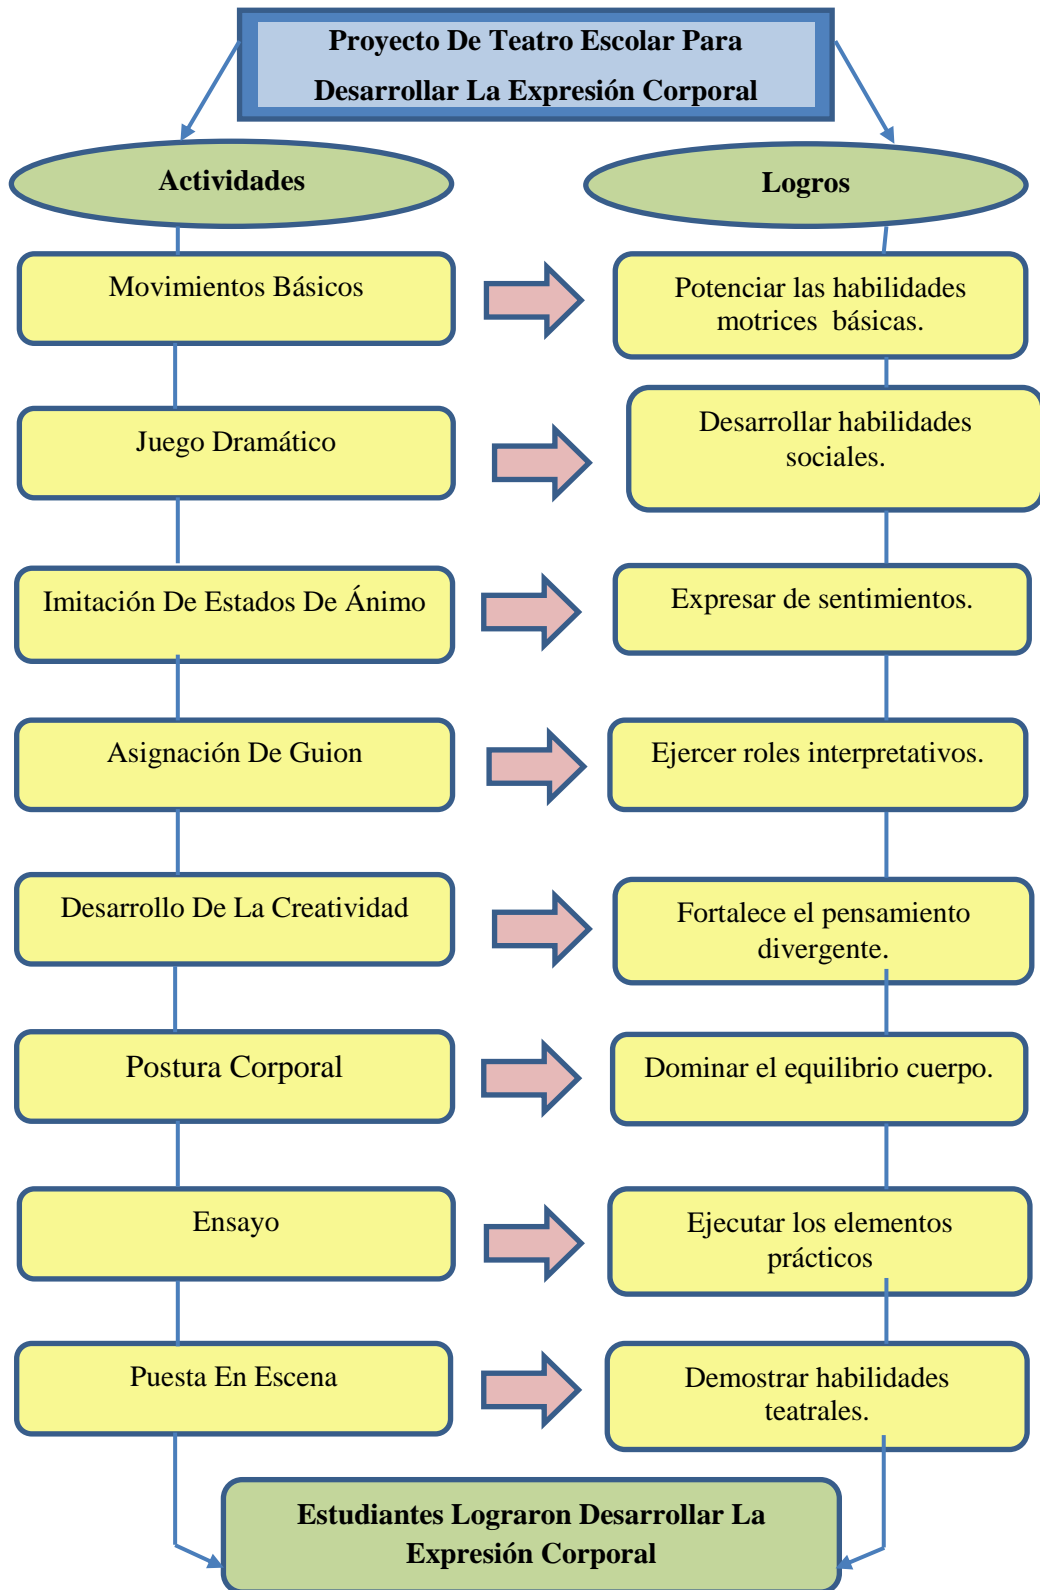 Proyecto De Teatro Escolar Para
Desarrollar La Expresión Corporal
Actividades
Logros
Movimientos Básicos
Potenciar las habilidades
motrices  básicas.
Juego Dramático
Desarrollar habilidades
sociales.
Imitación De Estados De Ánimo
Expresar de sentimientos.
Asignación De Guion
Ejercer roles interpretativos.
Desarrollo De La Creatividad
Fortalece el pensamiento
divergente.
Postura Corporal
Dominar el equilibrio cuerpo.
Ensayo
Ejecutar los elementos
prácticos
Puesta En Escena
Demostrar habilidades
teatrales.
Estudiantes Lograron Desarrollar La
Expresión Corporal